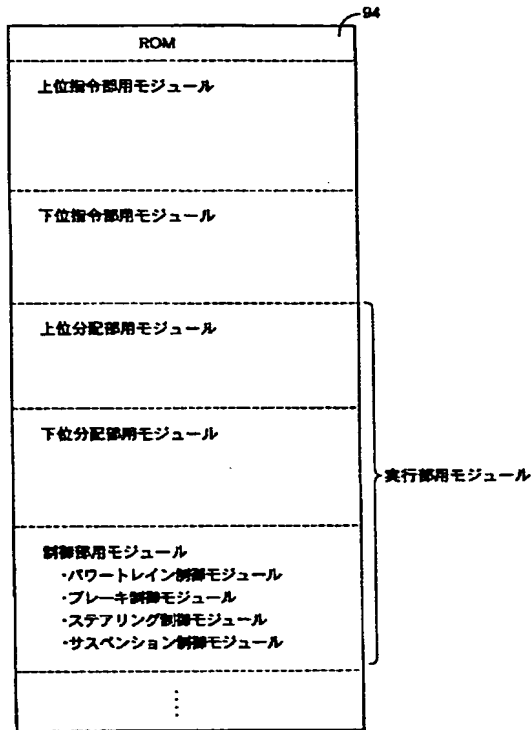 94
ROM
上位指令部用モジュール
下位指令部用モジュール
上位分配部用モジュール
下位分配部用モジュール
実行部用モジュール
制御部用モジュール
・パワートレイン制御モジュール
・ブレーキ制御モジュール
・ステアリング制御モジュール
・サスペンション制御モジュール